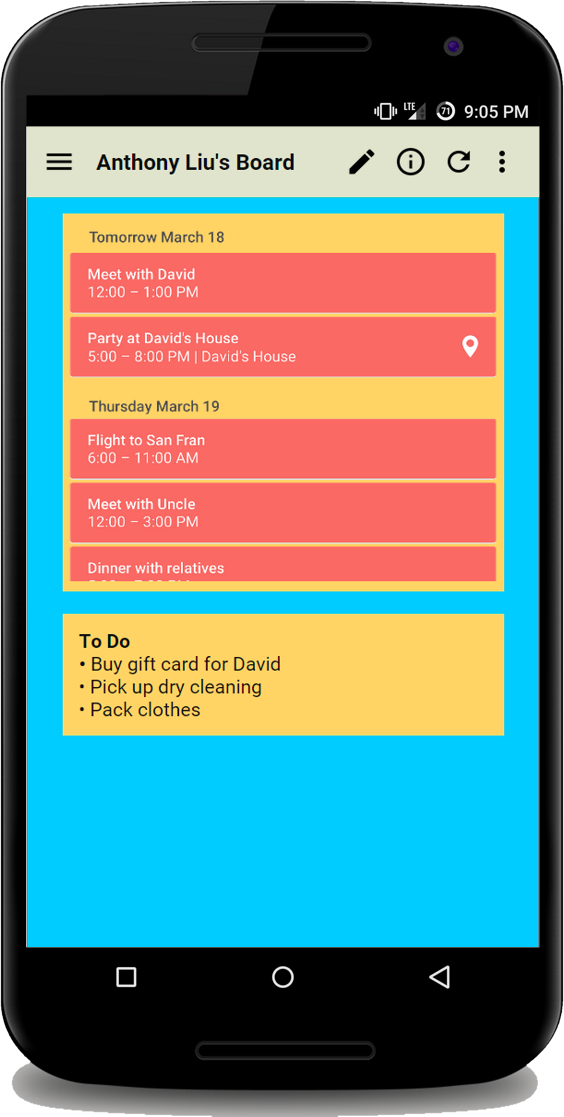 LTE 71 9:05 PM
Anthony Liu's Board
Tomorrow March 18
Meet with David
12:00 – 1:00 PM
Party at David's House
5:00 – 8:00 PM | David's House
Thursday March 19
Flight to San Fran
6:00 – 11:00 AM
Meet with Uncle
12:00 – 3:00 PM
Dinner with relatives
To Do
• Buy gift card for David
• Pick up dry cleaning
• Pack clothes